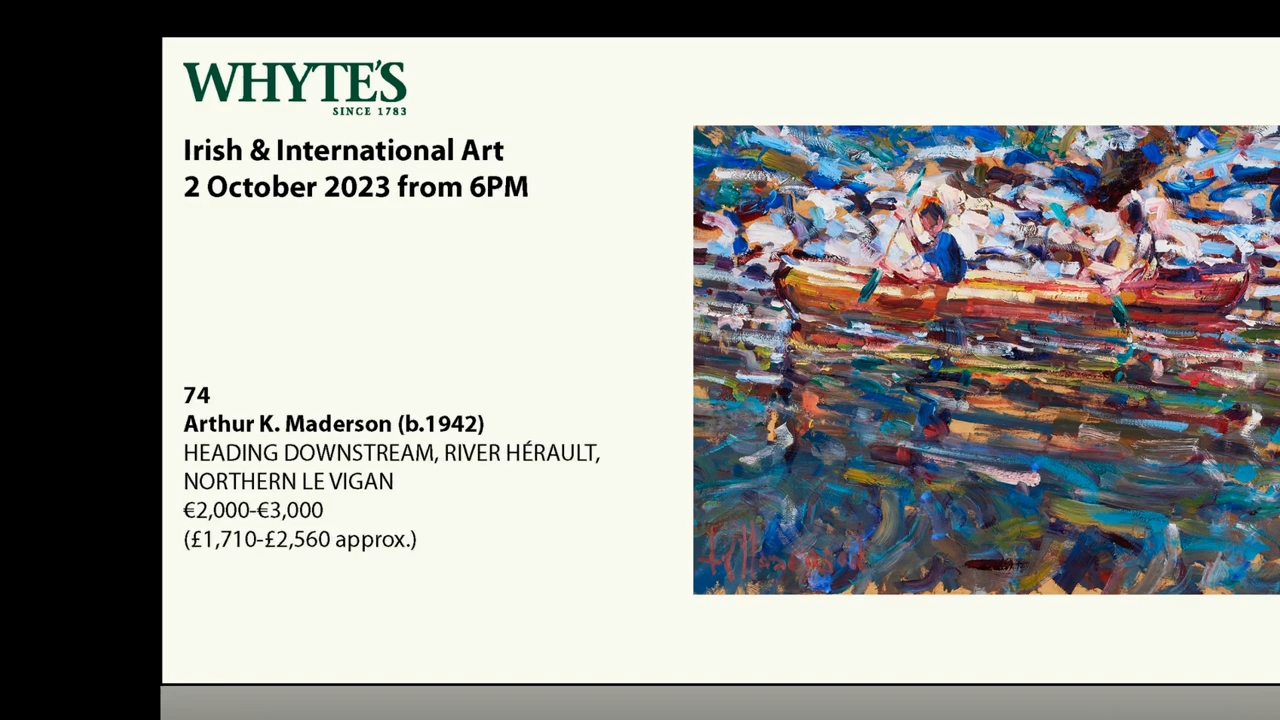 WHYTE'S
SINCE 1783
Irish & International Art
2 October 2023 from 6PM
74
Arthur K. Maderson (b.1942)
HEADING DOWNSTREAM, RIVER HÉRAULT,
NORTHERN LE VIGAN
€2,000-€3,000
(£1,710-£2,560 approx.)